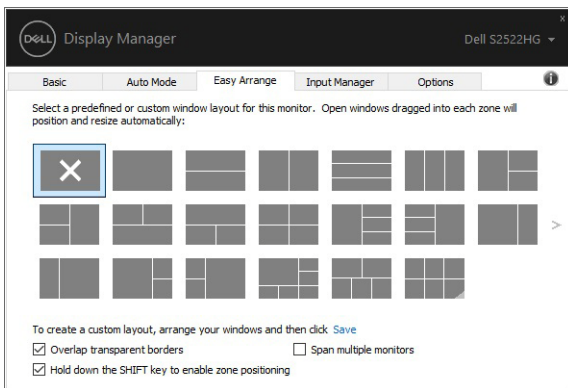 x
DELL Display Manager Dell S2522HG
Basic Auto Mode Easy Arrange Input Manager Options i
Select a predefined or custom window layout for this monitor. Open windows dragged into each zone will
position and resize automatically:
>
To create a custom layout, arrange your windows and then click Save
Overlap transparent borders Span multiple monitors
Hold down the SHIFT key to enable zone positioning